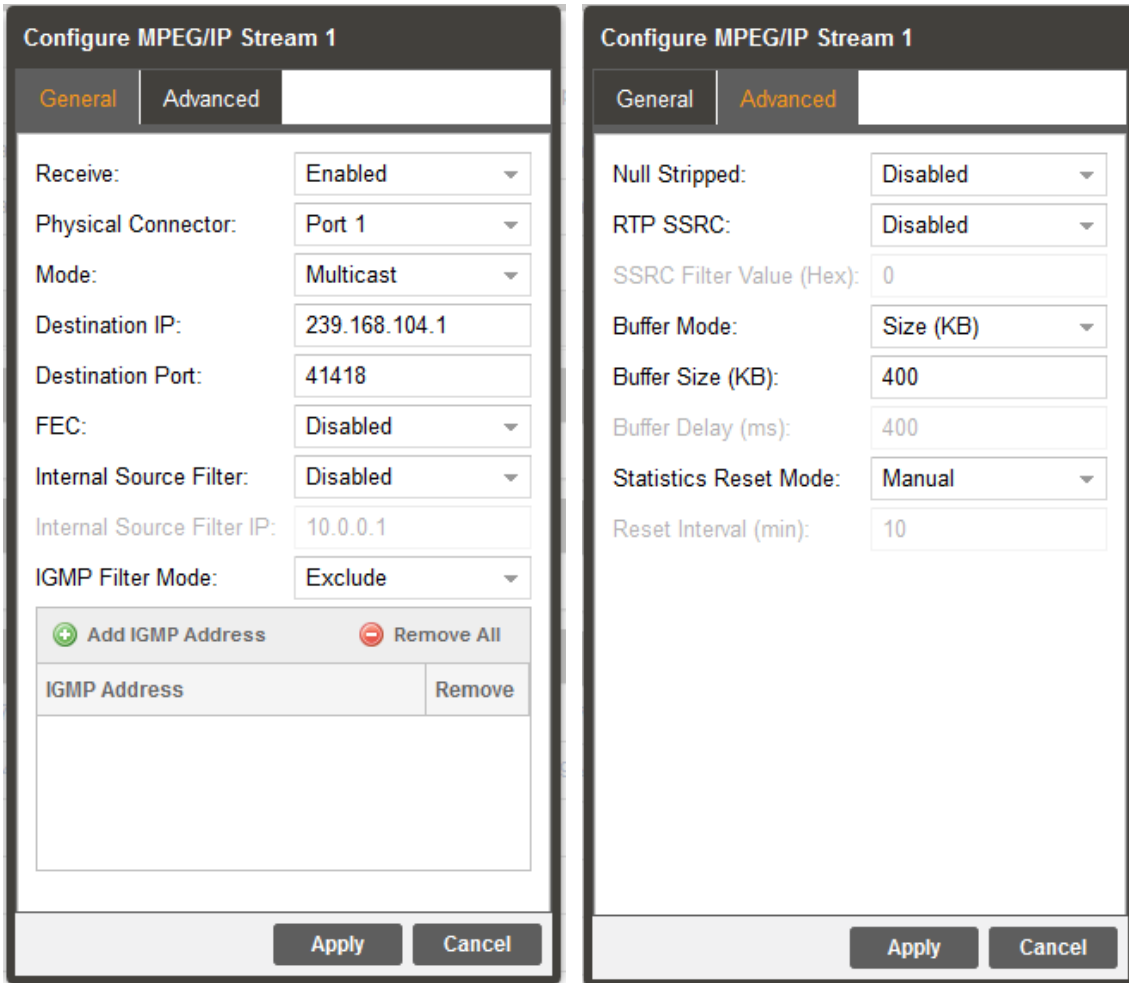 Configure MPEG/IP Stream 1
General Advanced
Receive: Enabled
Physical Connector: Port 1
Mode: Multicast
Destination IP: 239.168.104.1
Destination Port: 41418
FEC: Disabled
Internal Source Filter: Disabled
Internal Source Filter IP: 10.0.0.1
IGMP Filter Mode: Exclude
Add IGMP Address Remove All
IGMP Address Remove
Apply Cancel
Configure MPEG/IP Stream 1
General Advanced
Null Stripped: Disabled
RTP SSRC: Disabled
SSRC Filter Value (Hex): 0
Buffer Mode: Size (KB)
Buffer Size (KB): 400
Buffer Delay (ms): 400
Statistics Reset Mode: Manual
Reset Interval (min): 10
Apply Cancel